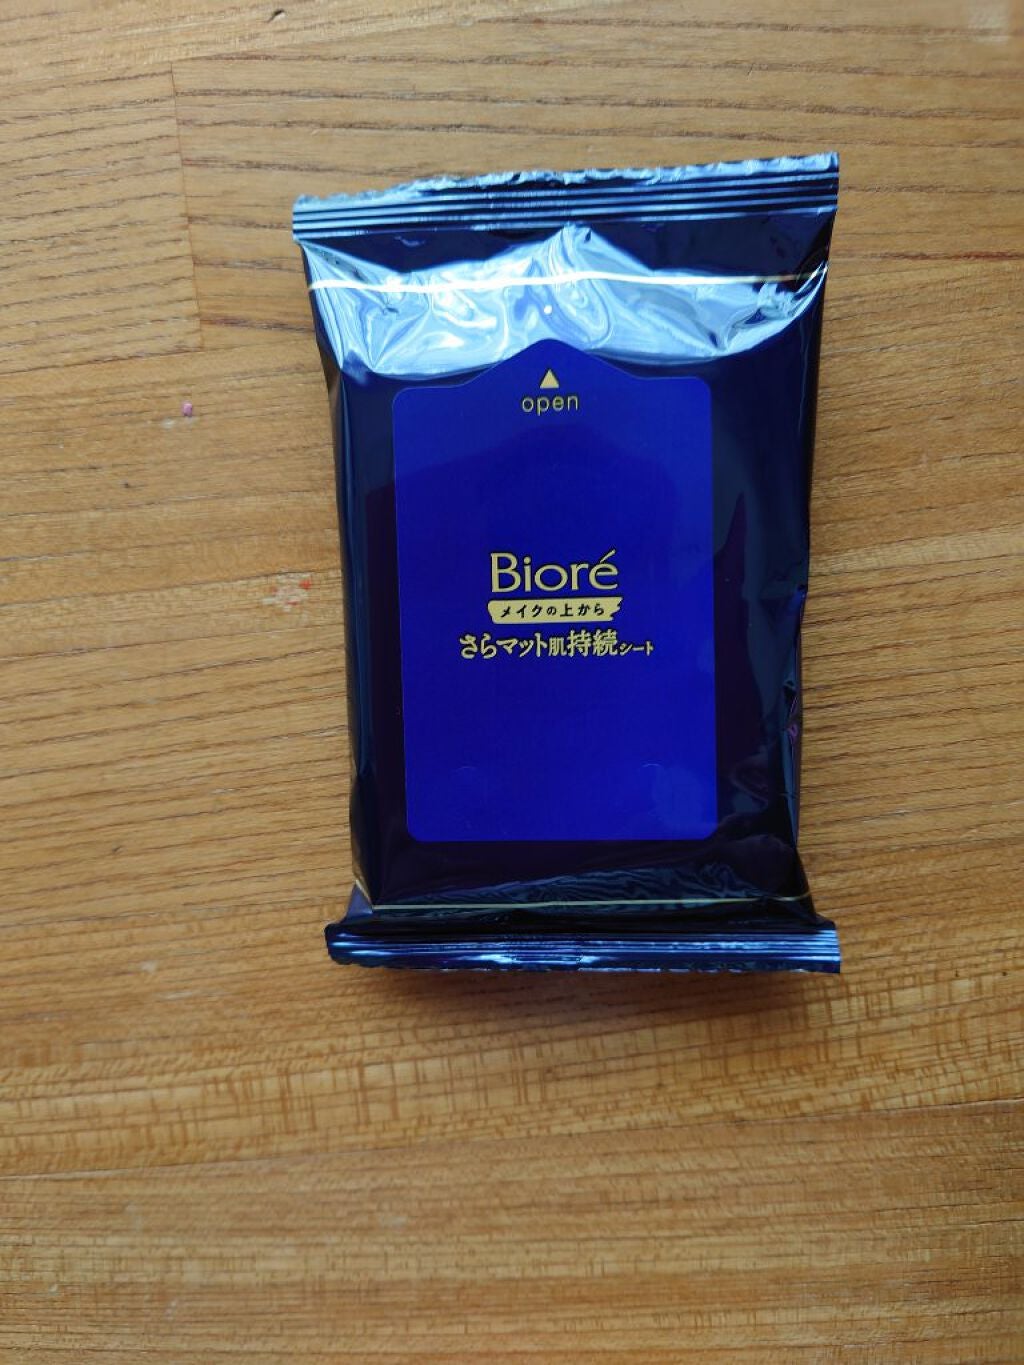 open
Bioré
メイクの上から
さらマット肌持続シート